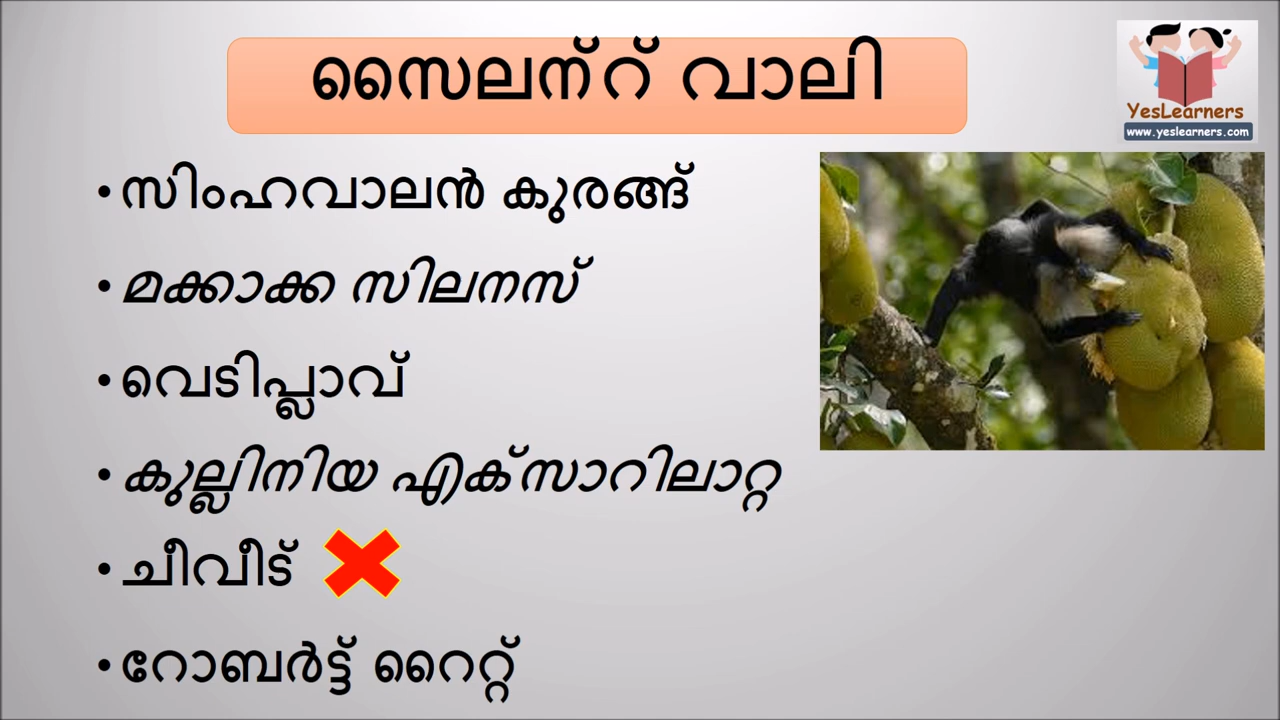 സൈലന്റ് വാലി
YesLearners
www.yeslearners.com
• സിംഹവാലൻ കുരങ്ങ്
• മക്കാക്ക സിലനസ്
• വെടിപ്ലാവ്
• കുല്ലിനിയ എക്സാറിലാറ്റ
• ചീവീട്
• റോബർട്ട് റൈറ്റ്